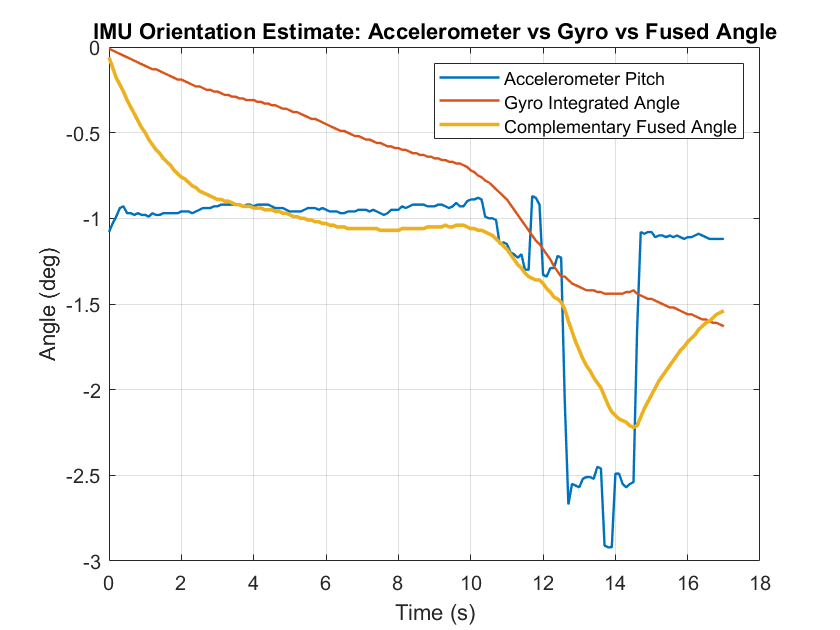 IMU Orientation Estimate: Accelerometer vs Gyro vs Fused Angle
Accelerometer Pitch
Gyro Integrated Angle
Complementary Fused Angle
0
-0.5
-1
-1.5
-2
-2.5
-3
Angle (deg)
0 2 4 6 8 10 12 14 16 18
Time (s)